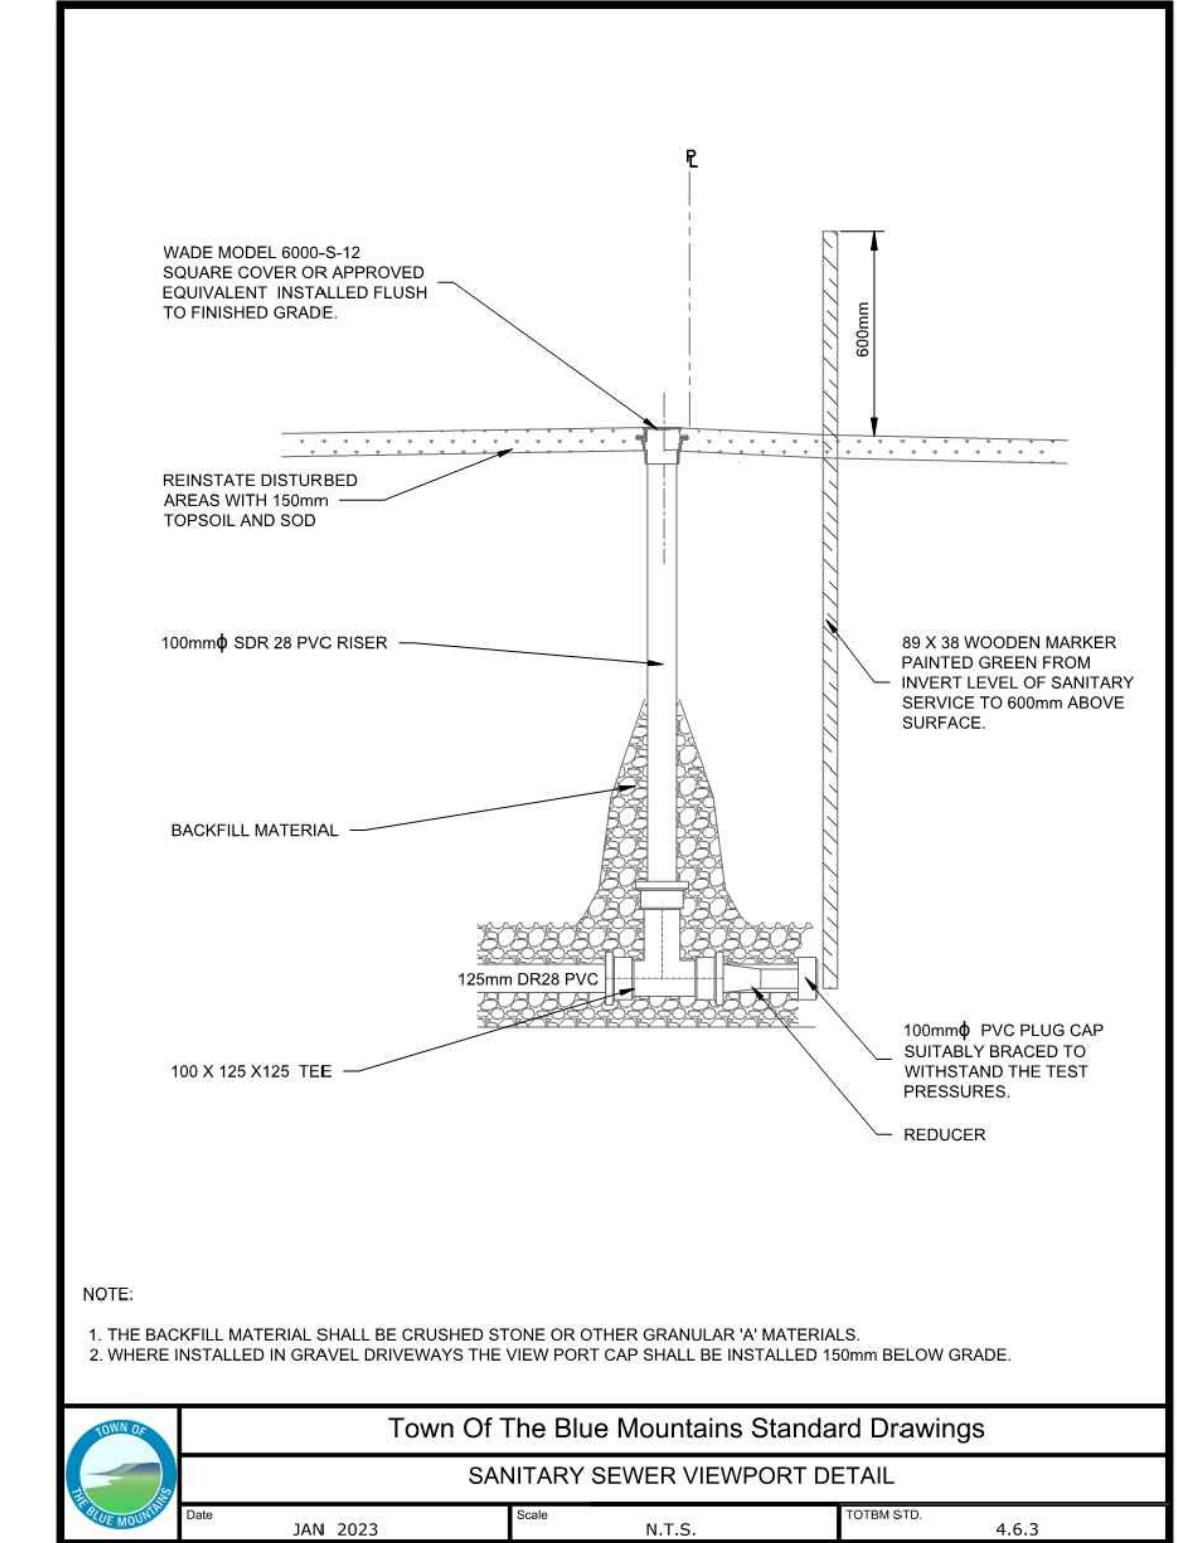 PL
WADE MODEL 6000-S-12
SQUARE COVER OR APPROVED
EQUIVALENT INSTALLED FLUSH
TO FINISHED GRADE.
600mm
REINSTATE DISTURBED
AREAS WITH 150mm
TOPSOIL AND SOD
100mmϕ SDR 28 PVC RISER
89 X 38 WOODEN MARKER
PAINTED GREEN FROM
INVERT LEVEL OF SANITARY
SERVICE TO 600mm ABOVE
SURFACE.
BACKFILL MATERIAL
125mm DR28 PVC
100mmϕ PVC PLUG CAP
SUITABLY BRACED TO
WITHSTAND THE TEST
PRESSURES.
100 X 125 X125 TEE
REDUCER
NOTE:
1. THE BACKFILL MATERIAL SHALL BE CRUSHED STONE OR OTHER GRANULAR 'A' MATERIALS.
2. WHERE INSTALLED IN GRAVEL DRIVEWAYS THE VIEW PORT CAP SHALL BE INSTALLED 150mm BELOW GRADE.
TOWN OF
THE BLUE MOUNTAINS
Town Of The Blue Mountains Standard Drawings
SANITARY SEWER VIEWPORT DETAIL
Date
JAN 2023
Scale
N.T.S.
TOTBM STD.
4.6.3